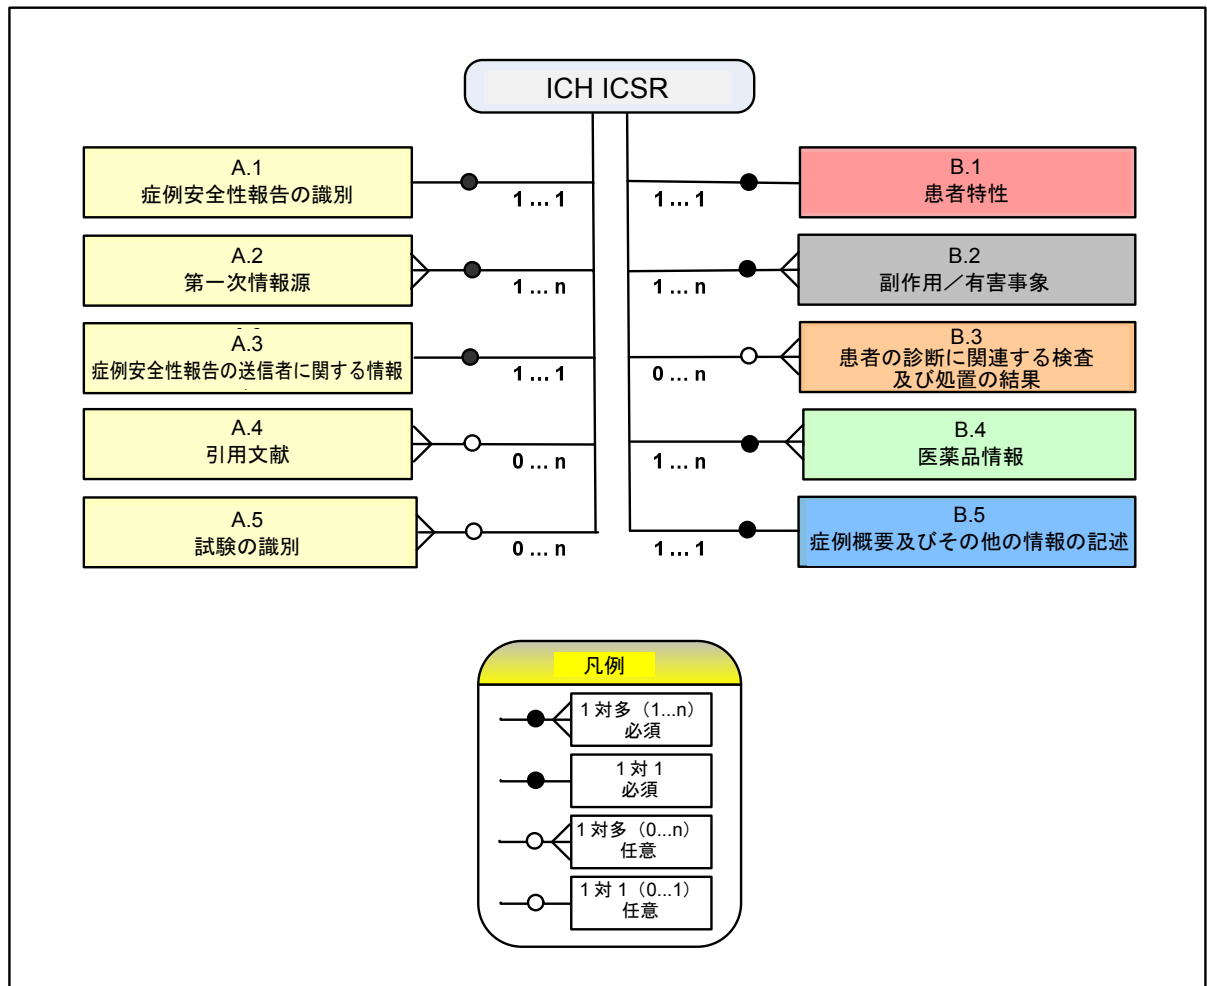 ICH ICSR
A.1
症例安全性報告の識別
1 ... 1
A.2
第一次情報源
1 ... n
A.3
症例安全性報告の送信者に関する情報
1 ... 1
A.4
引用文献
0 ... n
A.5
試験の識別
0 ... n
B.1
患者特性
1 ... 1
B.2
副作用／有害事象
1 ... n
B.3
患者の診断に関連する検査
及び処置の結果
0 ... n
B.4
医薬品情報
1 ... n
B.5
症例概要及びその他の情報の記述
1 ... 1
凡例
1 対多（1...n）
必須
1 対 1
必須
1 対多（0...n）
任意
1 対 1（0...1）
任意